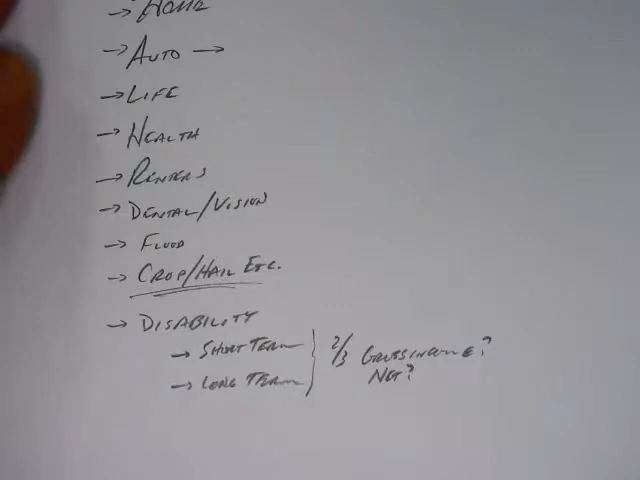 → Home
→ Auto →
→ Life
→ Health
→ Renters
→ Dental/Vision
→ Flood
→ Crop/Hail Etc.
→ Disability
→ Short Term } 2/3 Gross income?
→ Long Term } Net?